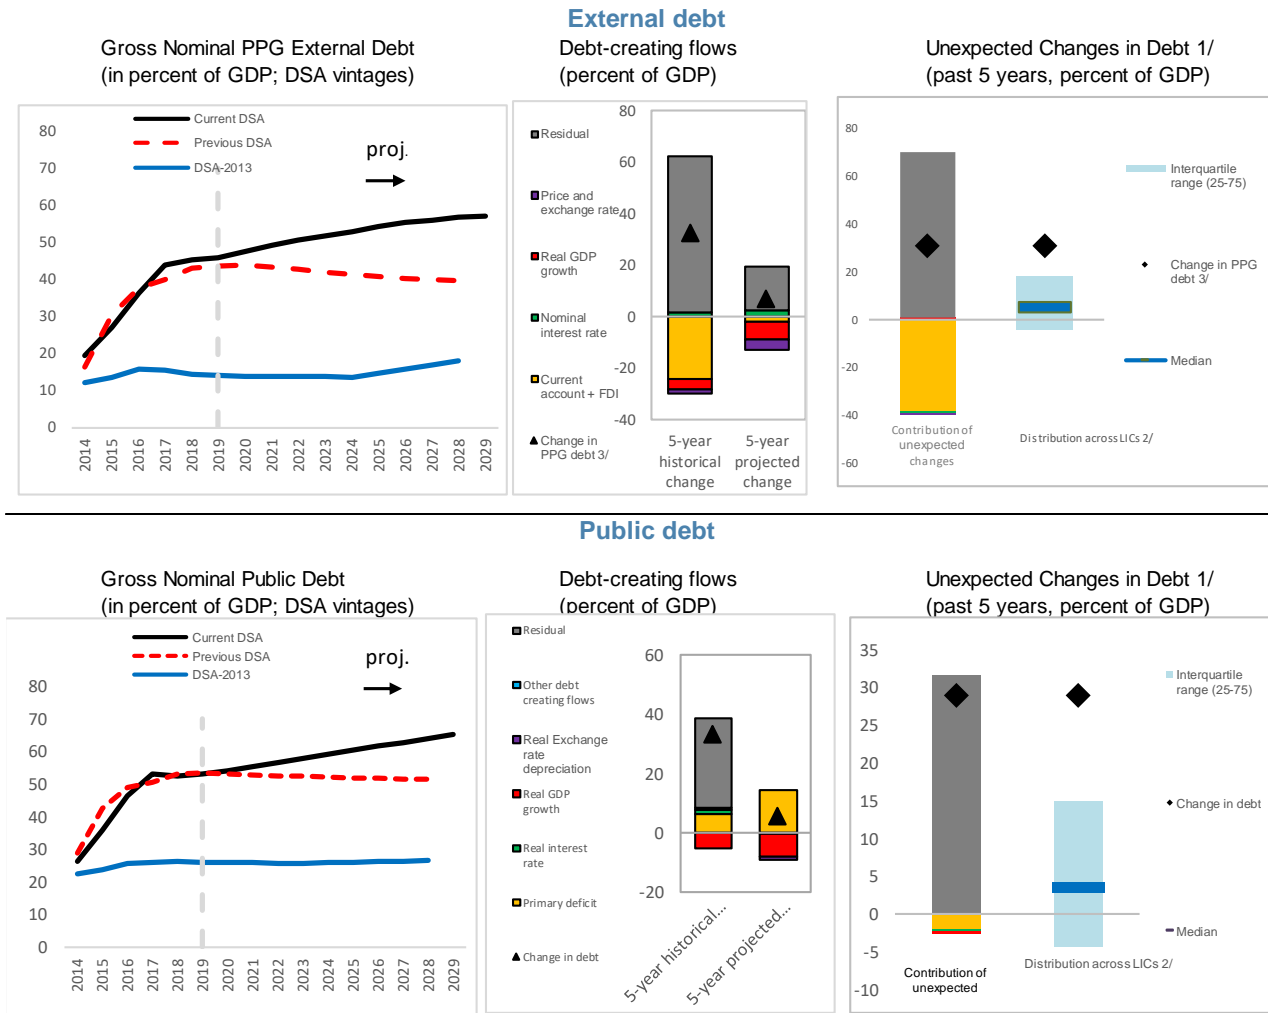 External debt
Gross Nominal PPG External Debt
(in percent of GDP; DSA vintages)
Current DSA
Previous DSA
DSA-2013
proj.
80
70
60
50
40
30
20
10
0
2014
2015
2016
2017
2018
2019
2020
2021
2022
2023
2024
2025
2026
2027
2028
2029
Debt-creating flows
(percent of GDP)
Residual
Price and
exchange rate
Real GDP
growth
Nominal
interest rate
Current
account + FDI
Change in
PPG debt 3/
80
60
40
20
0
-20
-40
5-year
historical
change
5-year
projected
change
Unexpected Changes in Debt 1/
(past 5 years, percent of GDP)
80
60
40
20
0
-20
-40
-60
Contribution of
unexpected
changes
Distribution across LICs 2/
Interquartile
range (25-75)
Change in PPG
debt 3/
Median
Public debt
Gross Nominal Public Debt
(in percent of GDP; DSA vintages)
Current DSA
Previous DSA
DSA-2013
proj.
80
70
60
50
40
30
20
10
0
2014
2015
2016
2017
2018
2019
2020
2021
2022
2023
2024
2025
2026
2027
2028
2029
Debt-creating flows
(percent of GDP)
Residual
Other debt
creating flows
Real Exchange
rate
depreciation
Real GDP
growth
Real interest
rate
Primary deficit
Change in debt
60
40
20
0
-20
5-year historical...
5-year projected...
Unexpected Changes in Debt 1/
(past 5 years, percent of GDP)
35
30
25
20
15
10
5
0
-5
-10
Contribution of
unexpected
Distribution across LICs 2/
Interquartile
range (25-75)
Change in debt
Median